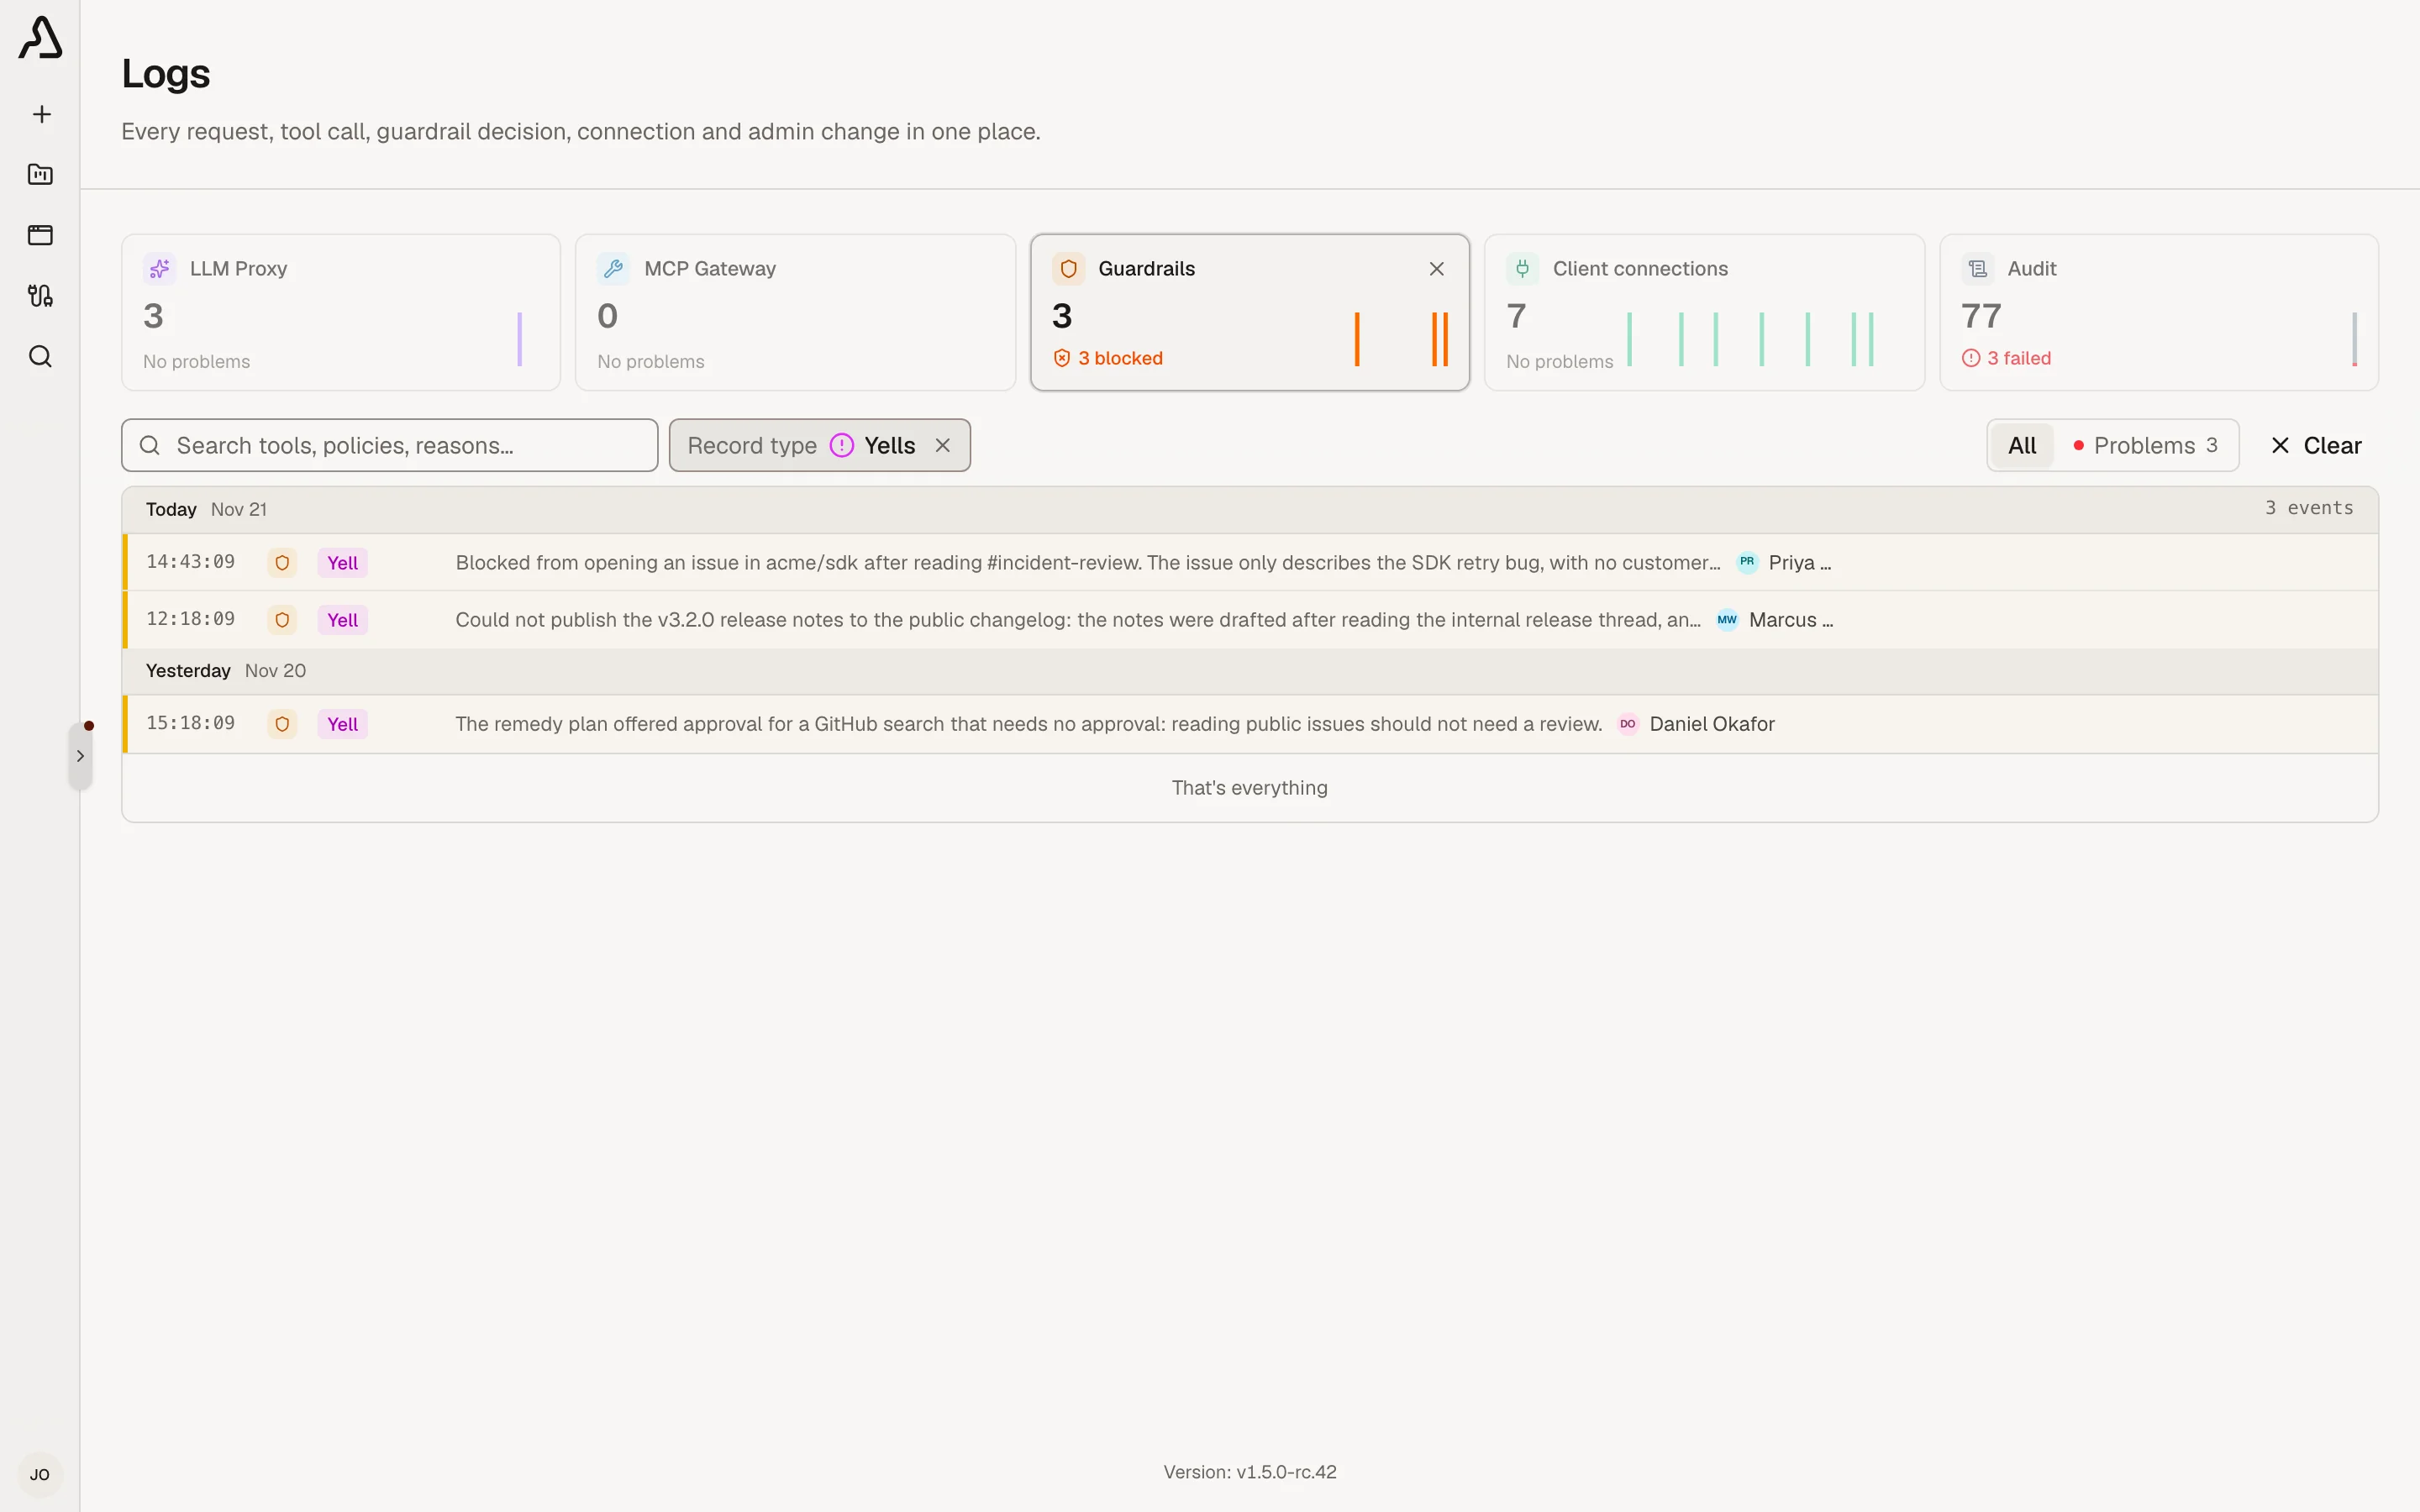 Logs
Every request, tool call, guardrail decision, connection and admin change in one place.
LLM Proxy
3
No problems
MCP Gateway
0
No problems
Guardrails
3
3 blocked
Client connections
7
No problems
Audit
77
3 failed
Search tools, policies, reasons...
Record type Yells
All Problems 3 Clear
Today Nov 21 3 events
14:43:09 Yell Blocked from opening an issue in acme/sdk after reading #incident-review. The issue only describes the SDK retry bug, with no customer... PR Priya ...
12:18:09 Yell Could not publish the v3.2.0 release notes to the public changelog: the notes were drafted after reading the internal release thread, an... MW Marcus ...
Yesterday Nov 20
15:18:09 Yell The remedy plan offered approval for a GitHub search that needs no approval: reading public issues should not need a review. DO Daniel Okafor
That's everything
JO
Version: v1.5.0-rc.42